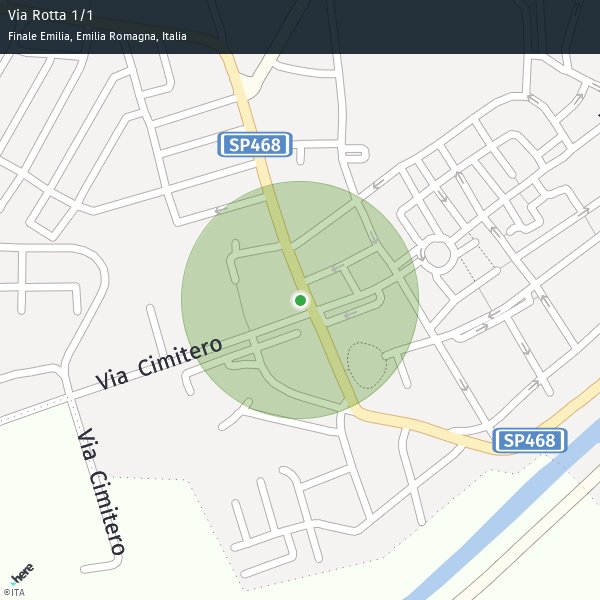 Via Rotta 1/1
Finale Emilia, Emilia Romagna, Italia
SP468
Via Cimitero
SP468
Via Cimitero
here
©ITA